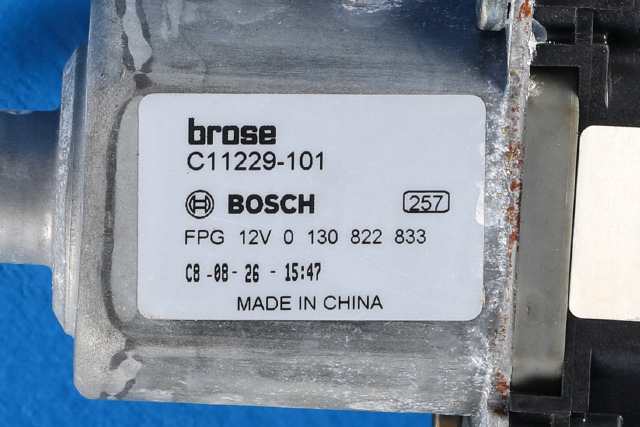 brose
C11229-101
BOSCH 257
FPG 12V 0 130 822 833
C8-08-26-15:47
MADE IN CHINA